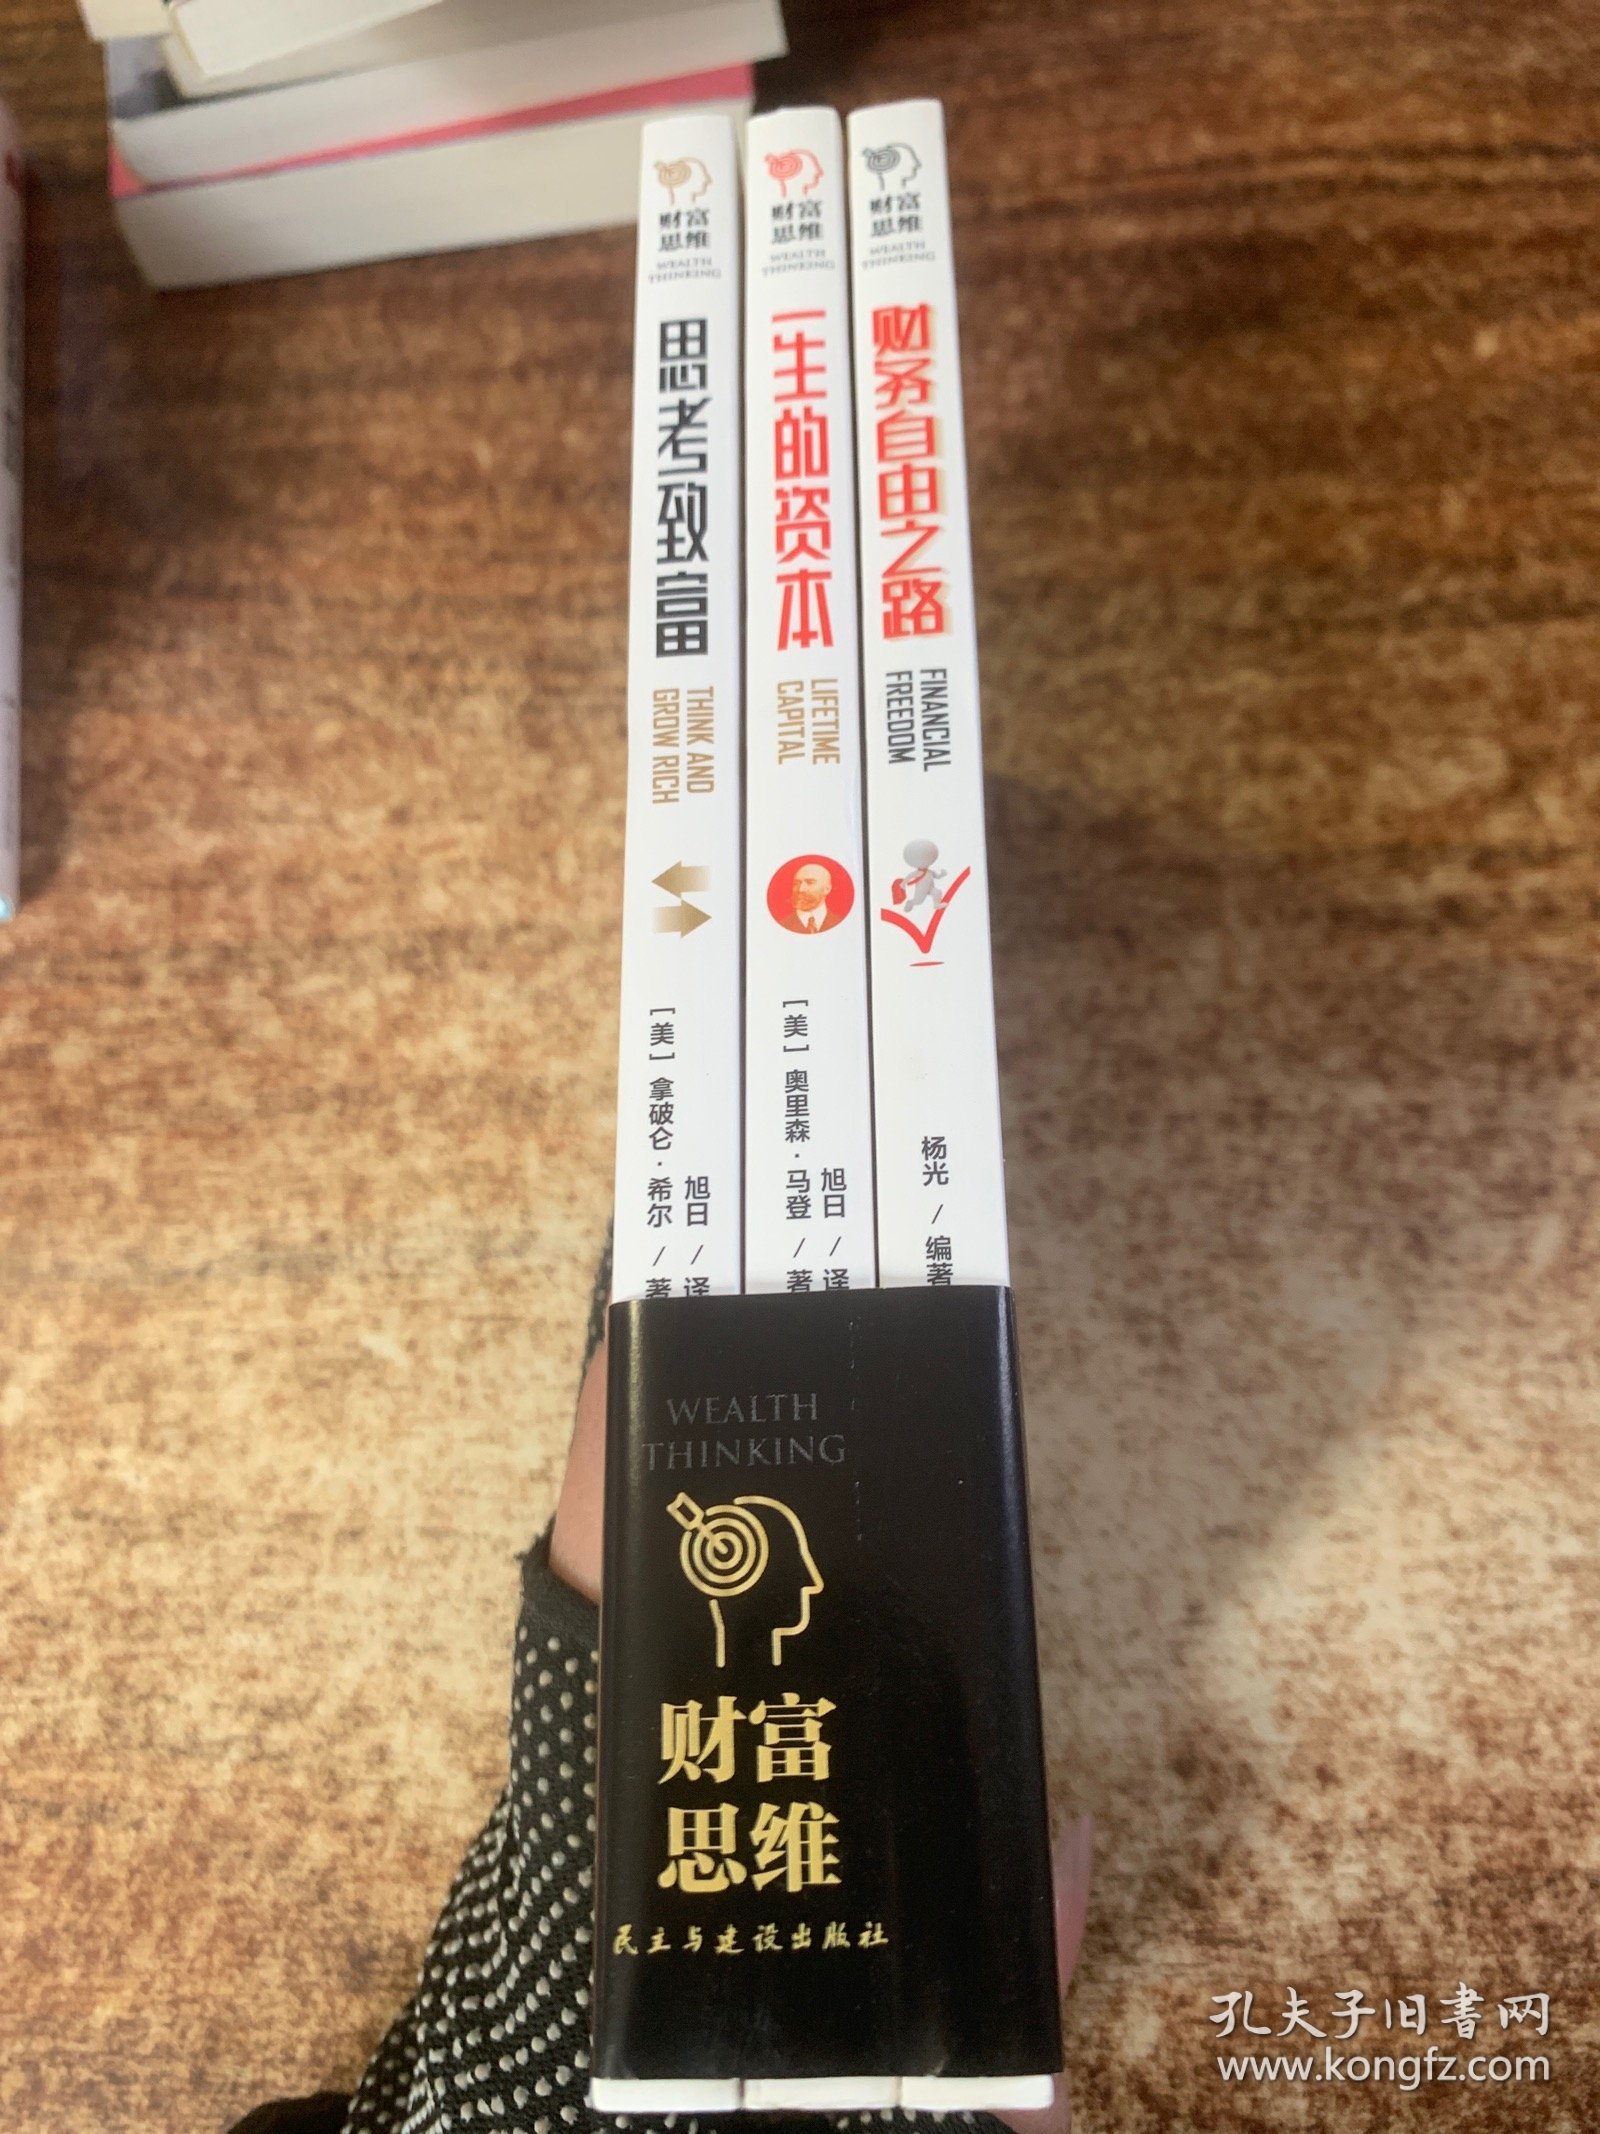 财富
思维
WEALTH
THINKING
思考致富
THINK AND
GROW RICH
[美] 拿破仑·希尔 / 著
旭日 / 译
财富
思维
WEALTH
THINKING
一生的资本
LIFETIME
CAPITAL
[美] 奥里森·马登 / 著
旭日 / 译
财富
思维
WEALTH
THINKING
财务自由之路
FINANCIAL
FREEDOM
杨光 / 编著
WEALTH
THINKING
财富
思维
民主与建设出版社
孔夫子旧书网
www.kongfz.com